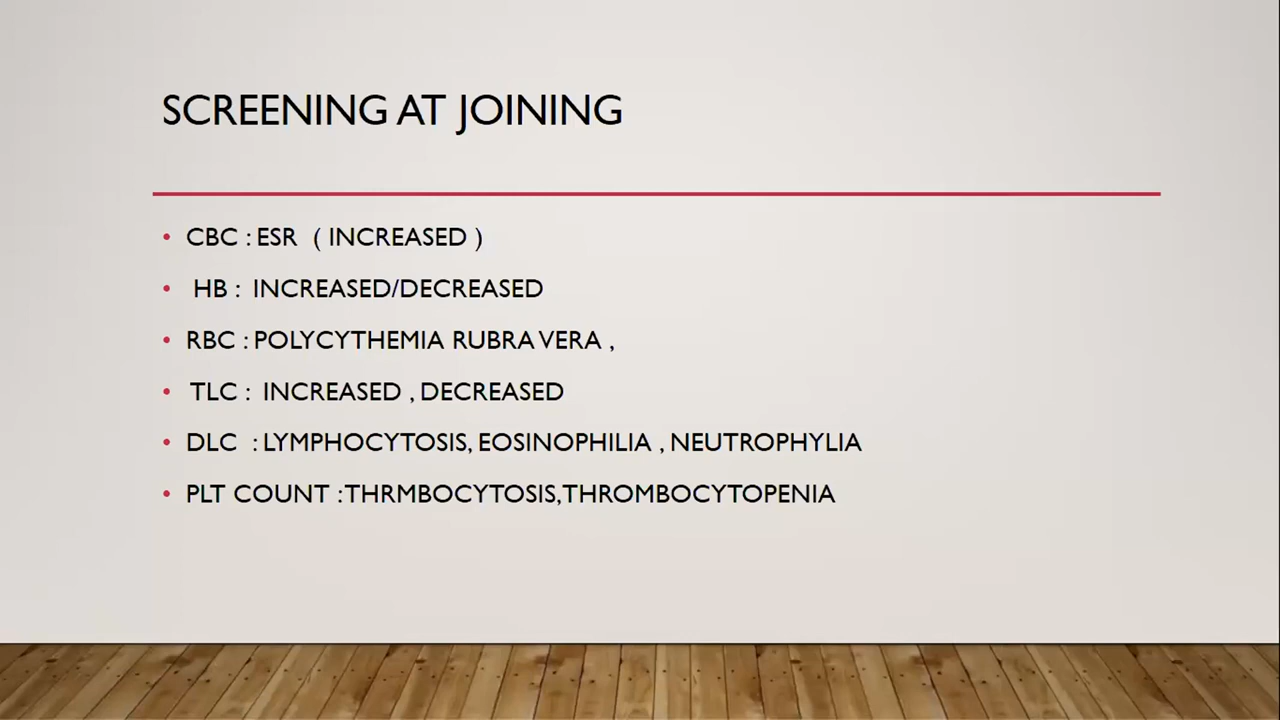 SCREENING AT JOINING
• CBC : ESR ( INCREASED )
• HB : INCREASED/DECREASED
• RBC : POLYCYTHEMIA RUBRA VERA ,
• TLC : INCREASED , DECREASED
• DLC : LYMPHOCYTOSIS, EOSINOPHILIA , NEUTROPHYLIA
• PLT COUNT : THRMBOCYTOSIS,THROMBOCYTOPENIA